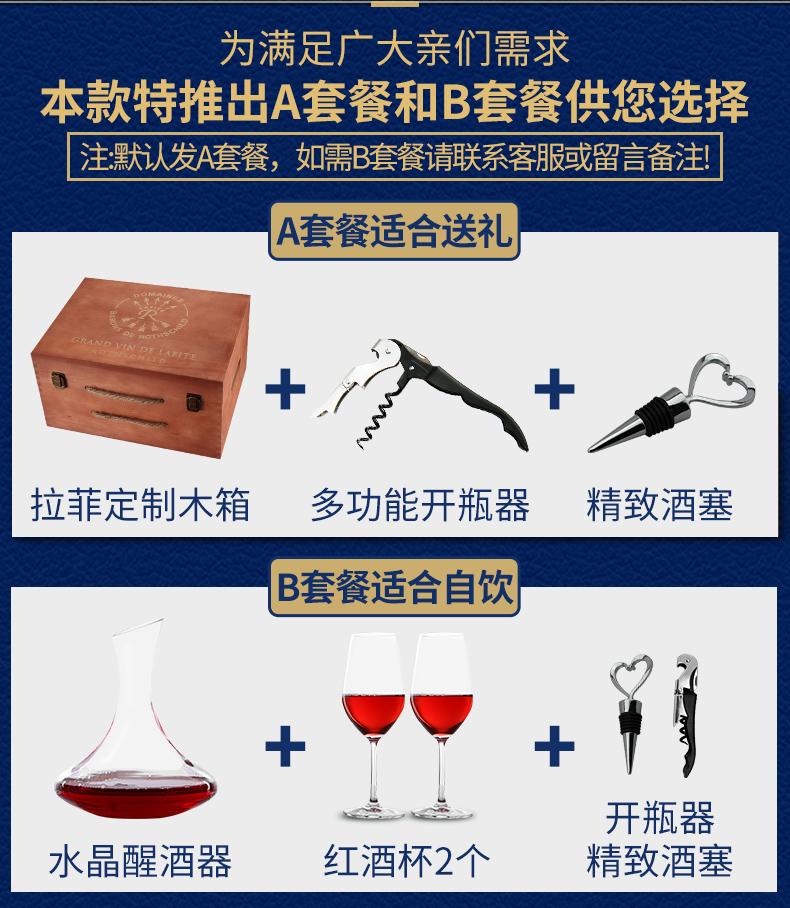 为满足广大亲们需求
本款特推出A套餐和B套餐供您选择
注:默认发A套餐，如需B套餐请联系客服或留言备注!
A套餐适合送礼
DOMAINES
R
BARONS DE ROTHSCHILD
GRAND VIN DE LAFITE
ROTHSCHILD
拉菲定制木箱
多功能开瓶器
精致酒塞
B套餐适合自饮
水晶醒酒器
红酒杯2个
开瓶器
精致酒塞